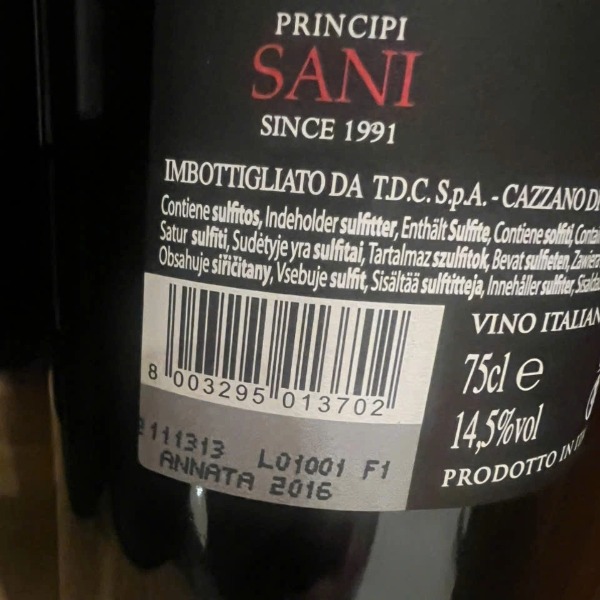 PRINCIPI
SANI
SINCE 1991
IMBOTTIGLIATO DA T.D.C. S.p.A. - CAZZANO DI
Contiene sulfitos, Indeholder sulfitter, Enthält Sulfite, Contiene solfiti,
Satur sulfiti, Sudėtyje yra sulfitai, Tartalmaz szulfitok, Bevat sulfieten,
Obsahuje siřičitany, Vsebuje sulfit, Sisältää sulftitteja, Innehåller sulfiter,
VINO ITALIAN
75cl e
8 003295 013702
14,5%vol
111313 L01001 F1
ANNATA 2016
PRODOTTO IN